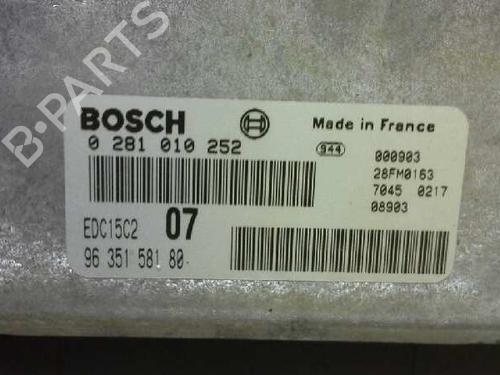 B-PARTS
BOSCH
Made in France
0 281 010 252
944
000903
28FM0163
7045 0217
08903
EDC15C2 07
96 351 581 80-